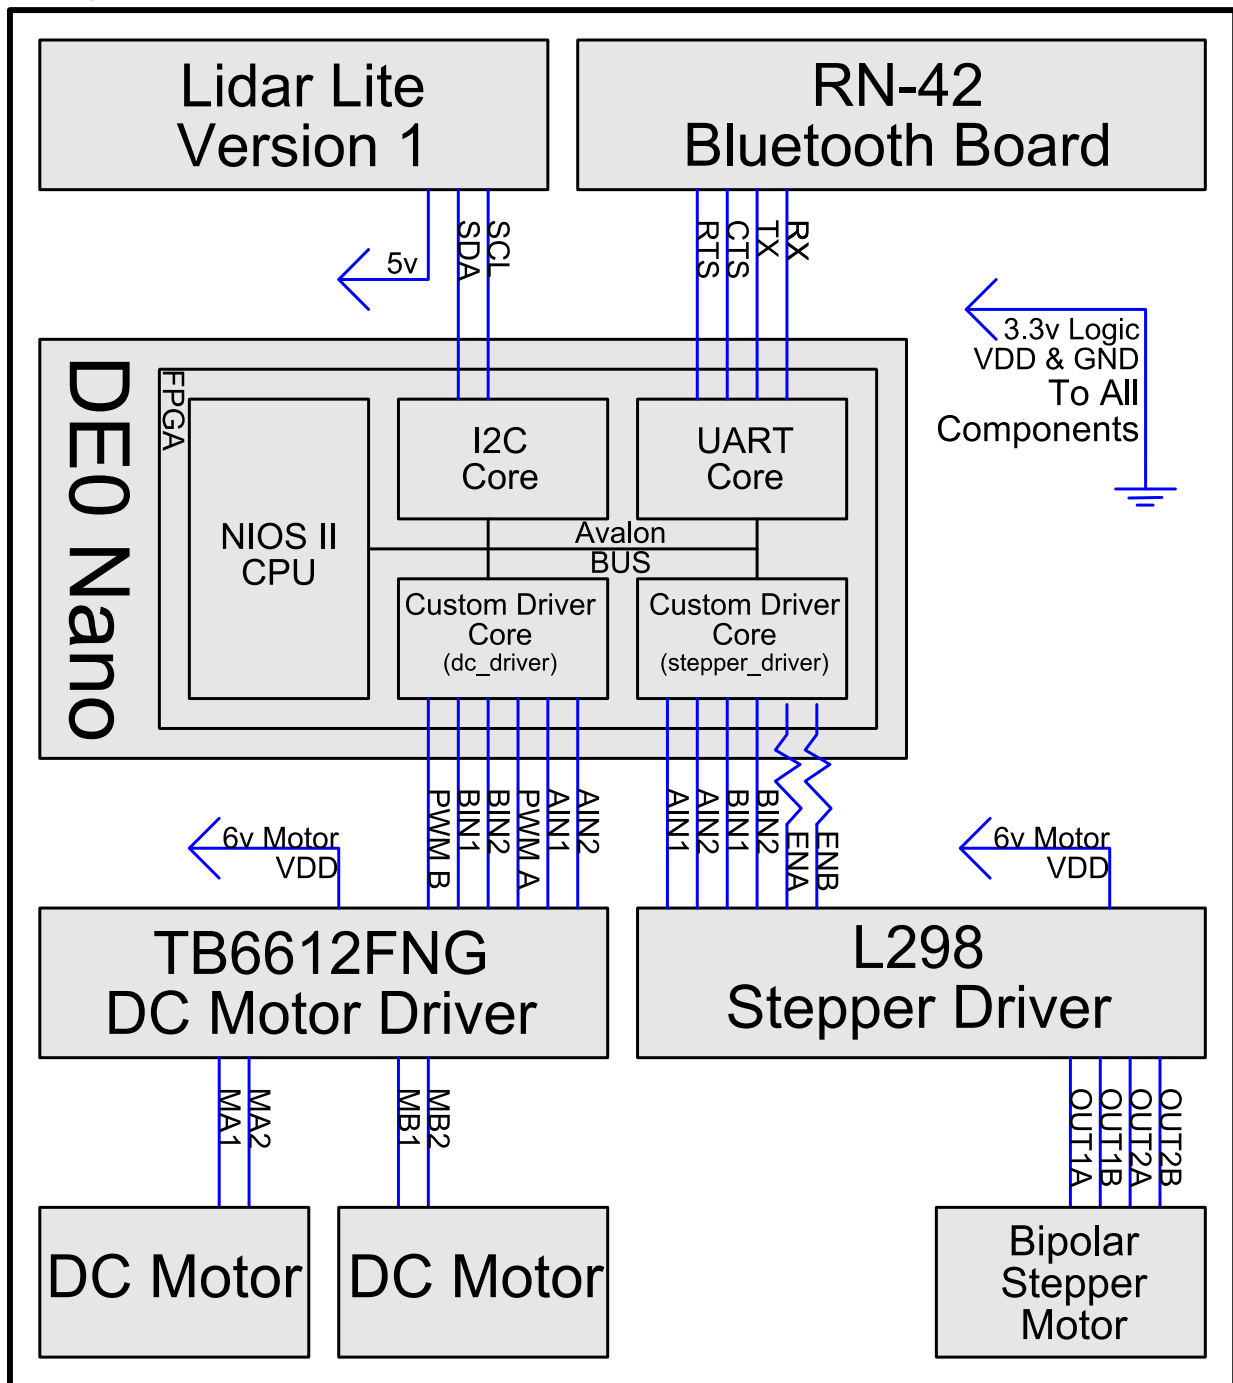 Lidar Lite
Version 1
RN-42
Bluetooth Board
5v
SDA
SCL
RTS
CTS
TX
RX
3.3v Logic
VDD & GND
To All
Components
DE0 Nano
FPGA
NIOS II
CPU
I2C
Core
UART
Core
Avalon
BUS
Custom Driver
Core
(dc_driver)
Custom Driver
Core
(stepper_driver)
6v Motor
VDD
PWM B
BIN1
BIN2
PWM A
AIN1
AIN2
AIN1
AIN2
BIN1
BIN2
ENA
ENB
6v Motor
VDD
TB6612FNG
DC Motor Driver
L298
Stepper Driver
MA1
MA2
MB1
MB2
OUT1A
OUT1B
OUT2A
OUT2B
DC Motor
DC Motor
Bipolar
Stepper
Motor